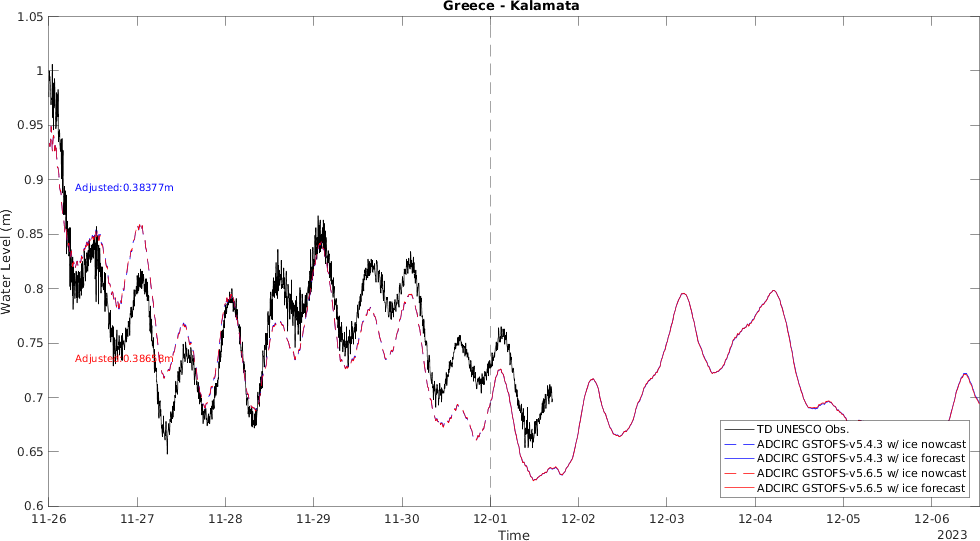 Greece - Kalamata
1.05
1
0.95
0.9
0.85
0.8
0.75
0.7
0.65
0.6
Water Level (m)
Adjusted:0.38377m
Adjusted:0.38658m
TD UNESCO Obs.
ADCIRC GSTOFS-v5.4.3 w/ ice nowcast
ADCIRC GSTOFS-v5.4.3 w/ ice forecast
ADCIRC GSTOFS-v5.6.5 w/ ice nowcast
ADCIRC GSTOFS-v5.6.5 w/ ice forecast
11-26 11-27 11-28 11-29 11-30 12-01 12-02 12-03 12-04 12-05 12-06
Time
2023